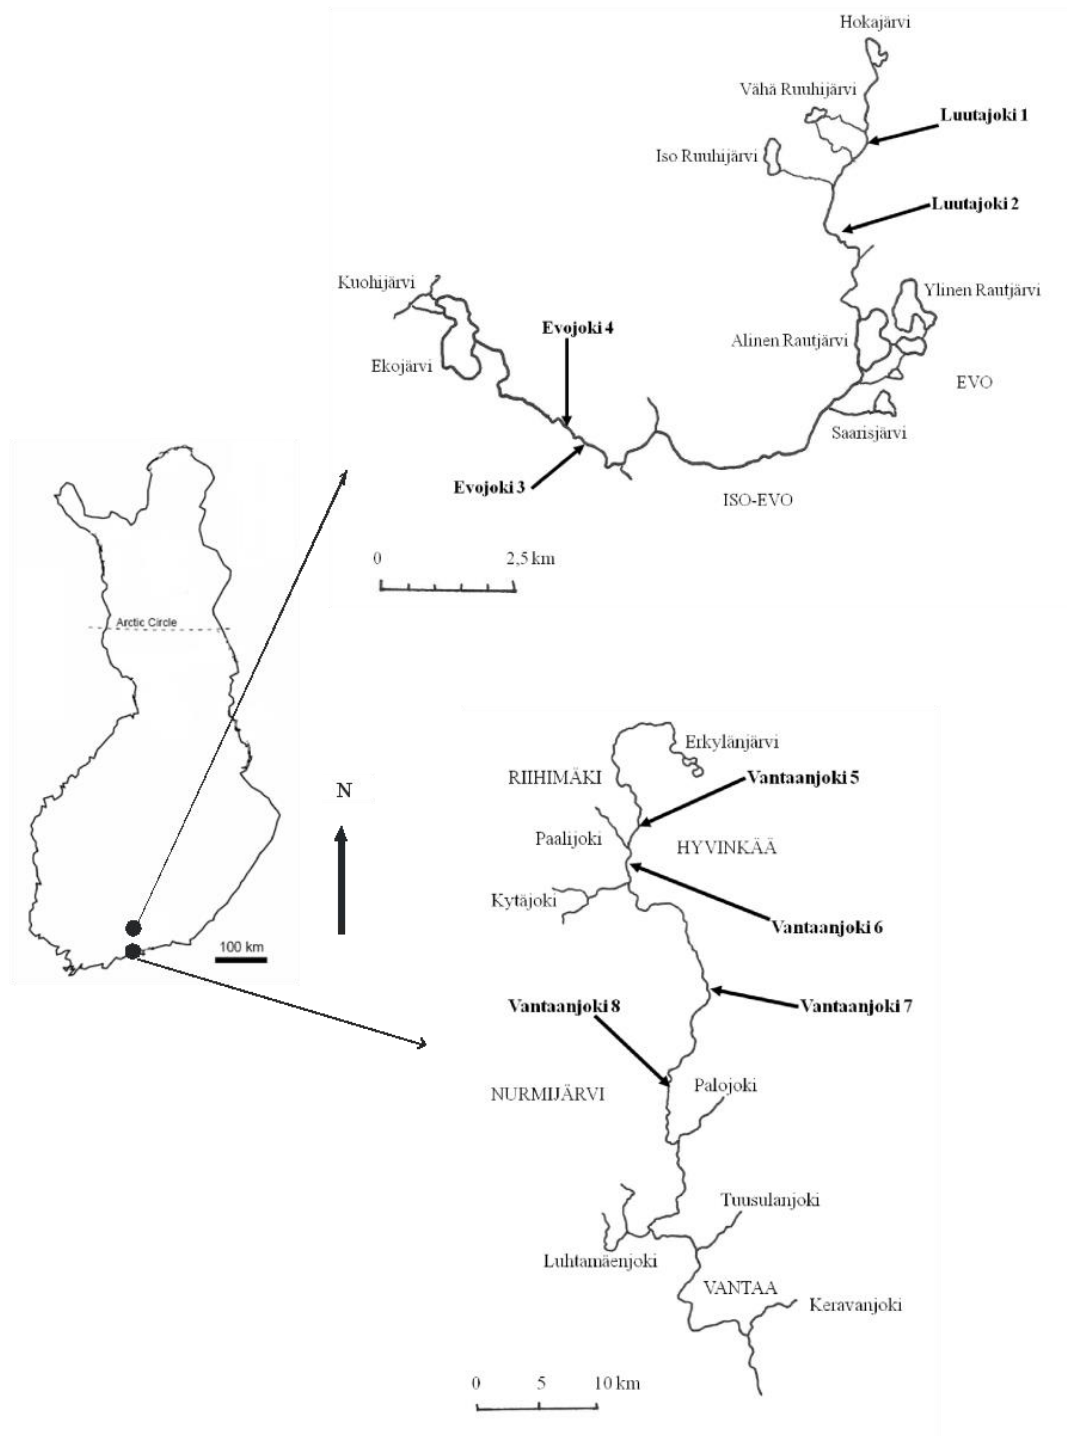 Hokajärvi
Vähä Ruuhijärvi
Luutajoki 1
Iso Ruuhijärvi
Luutajoki 2
Kuohijärvi
Ylinen Rautjärvi
Evojoki 4
Alinen Rautjärvi
Ekojärvi
EVO
Saarisjärvi
Evojoki 3
ISO-EVO
0 2,5 km
Arctic Circle
N
100 km
Erkylänjärvi
RIIHIMÄKI
Vantaanjoki 5
Paalijoki
HYVINKÄÄ
Kytäjoki
Vantaanjoki 6
Vantaanjoki 8
Vantaanjoki 7
Palojoki
NURMIJÄRVI
Tuusulanjoki
Luhtamäenjoki
VANTAA
Keravanjoki
0 5 10 km